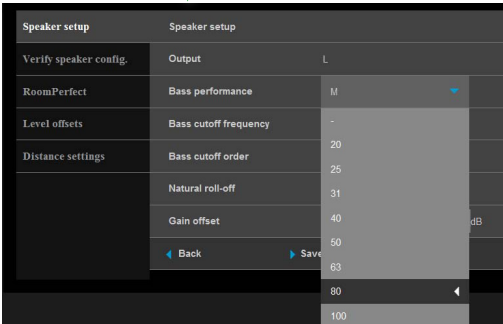 Speaker setup Speaker setup
Verify speaker config. Output L
RoomPerfect Bass performance M
Level offsets Bass cutoff frequency -
20
Distance settings Bass cutoff order
25
Natural roll-off 31
Gain offset 40 dB
50
Back Save
63
80
100